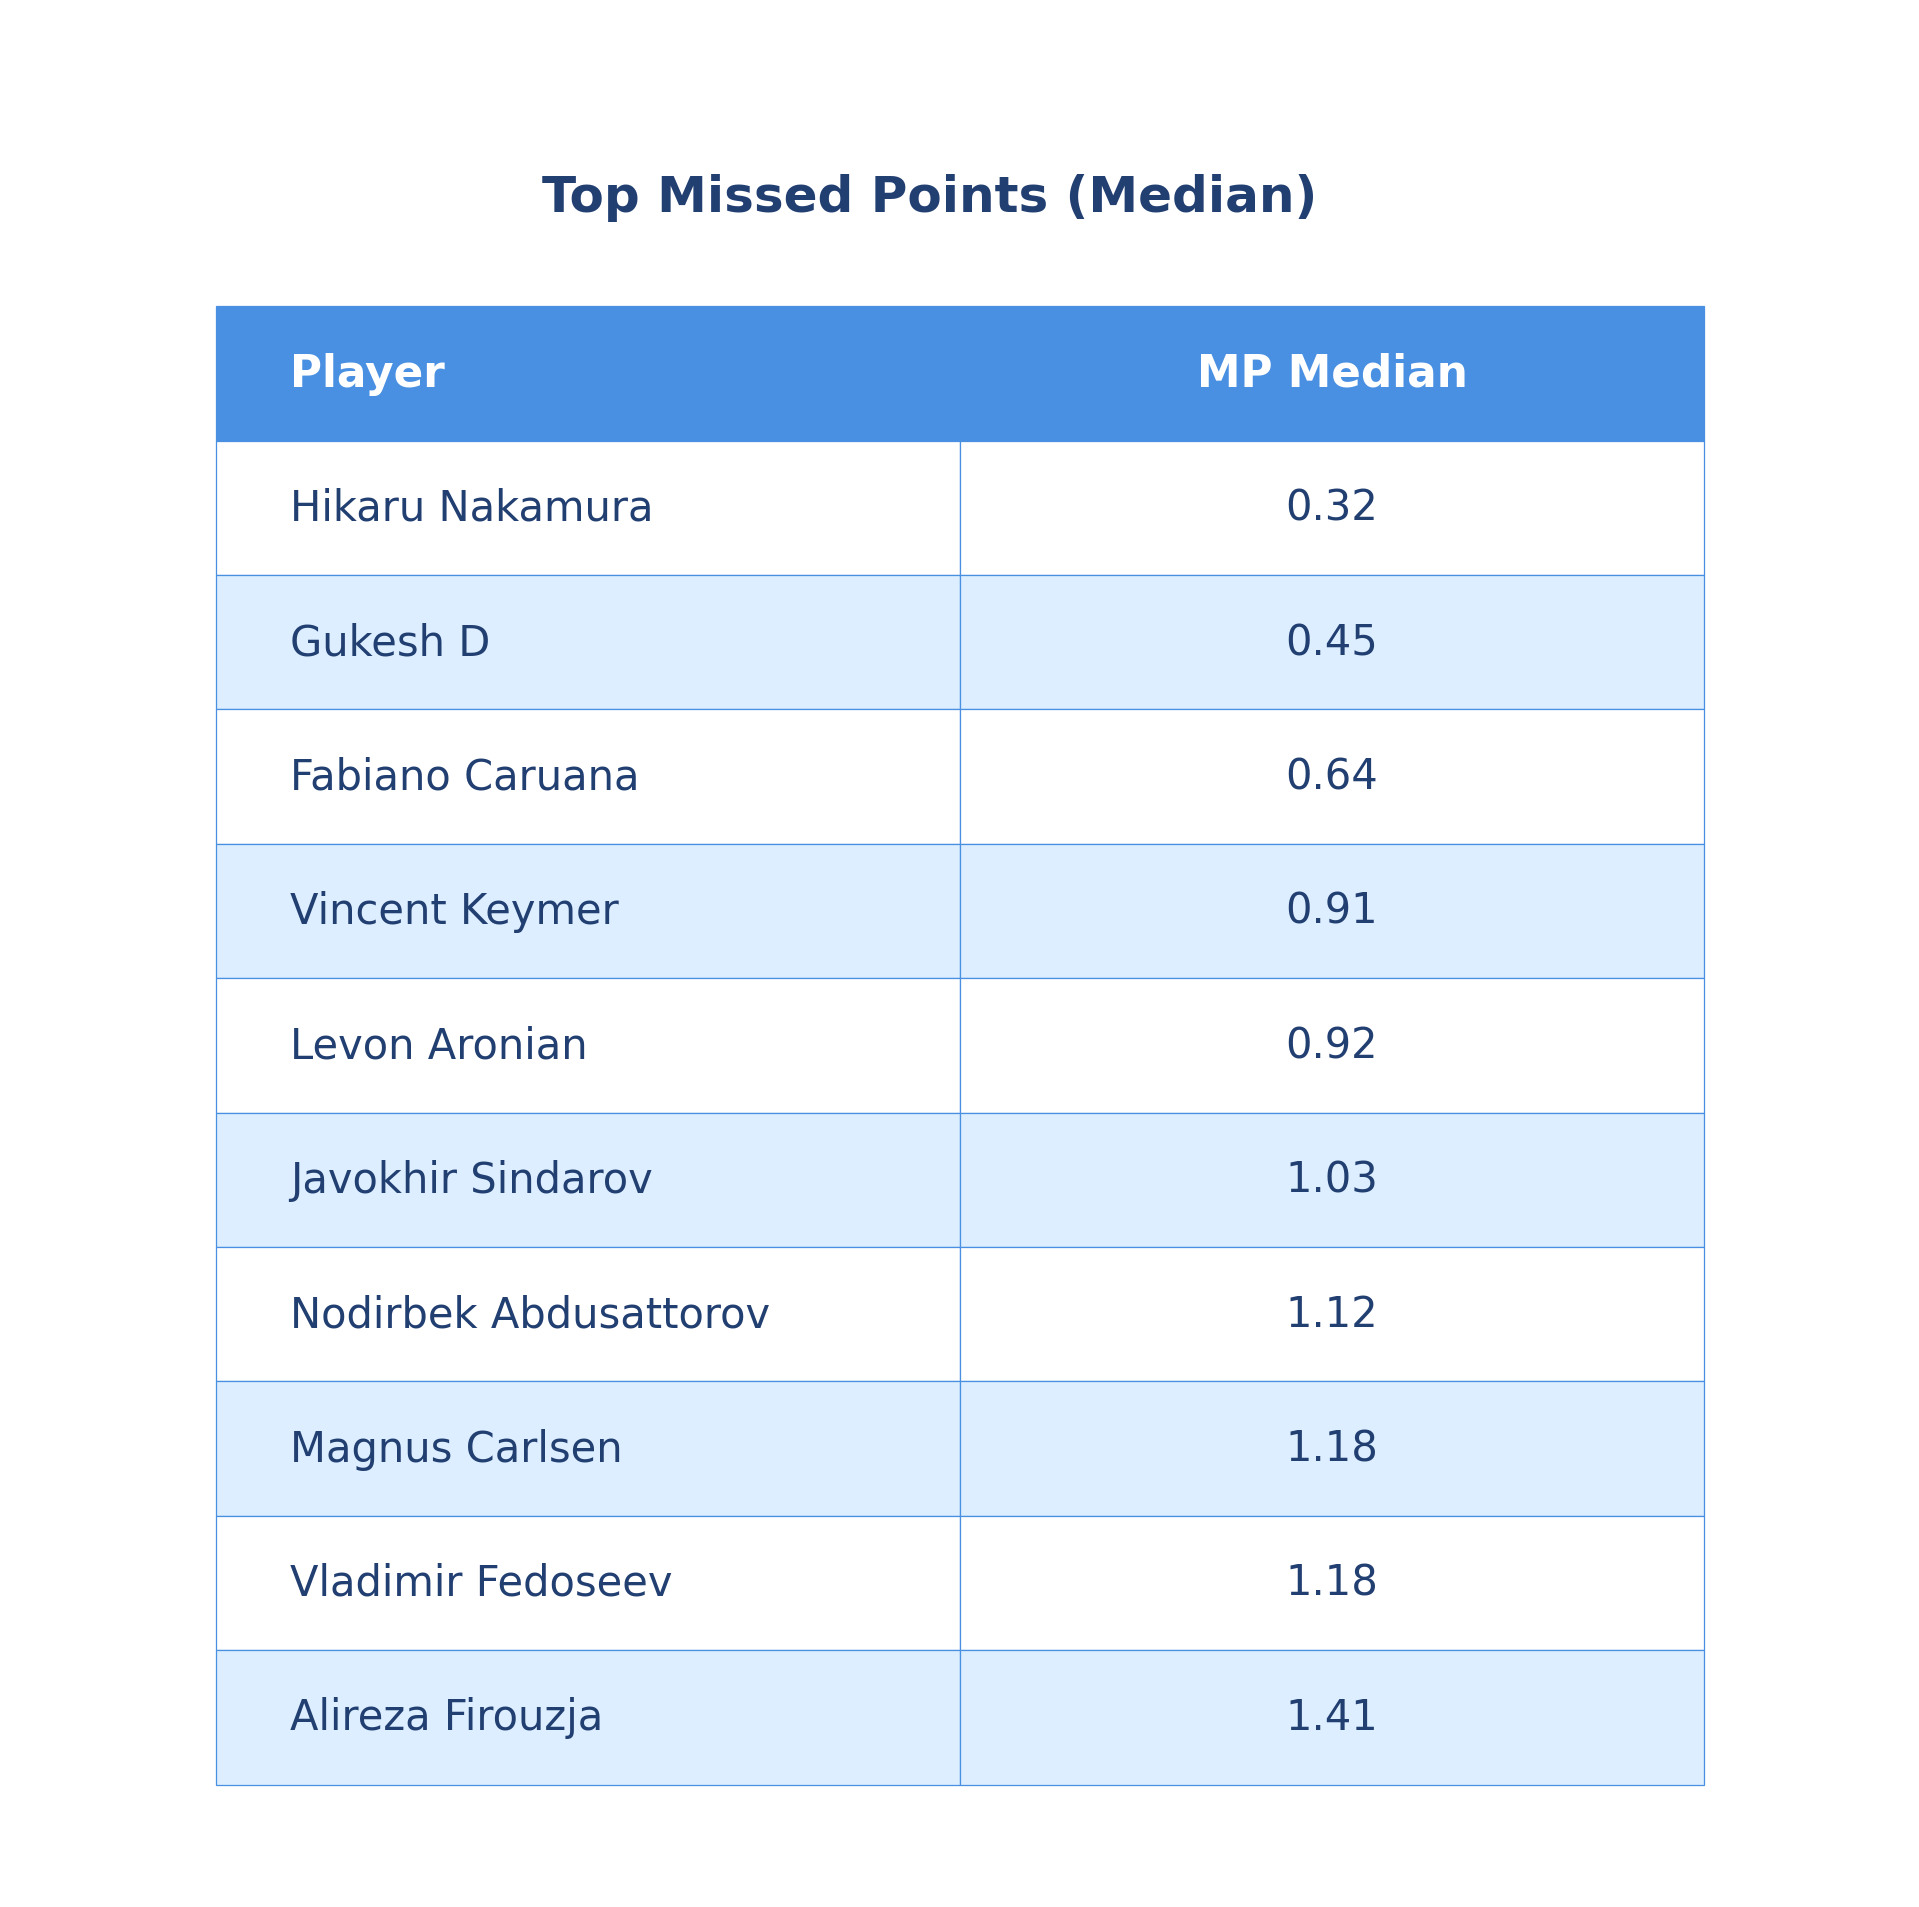 Top Missed Points (Median)
Player MP Median
Hikaru Nakamura 0.32
Gukesh D 0.45
Fabiano Caruana 0.64
Vincent Keymer 0.91
Levon Aronian 0.92
Javokhir Sindarov 1.03
Nodirbek Abdusattorov 1.12
Magnus Carlsen 1.18
Vladimir Fedoseev 1.18
Alireza Firouzja 1.41